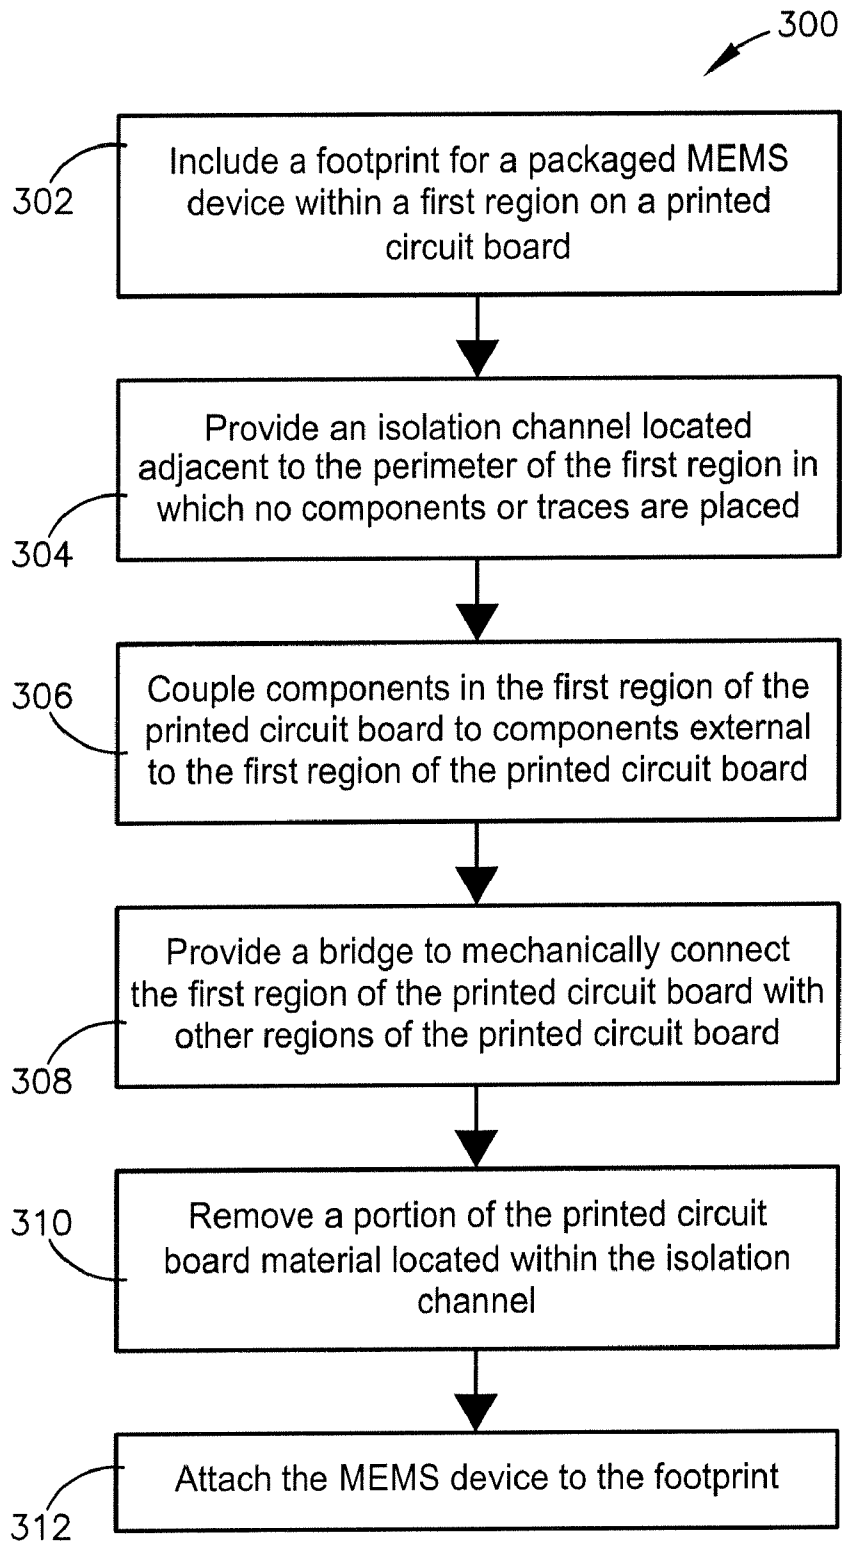 300
302
Include a footprint for a packaged MEMS
device within a first region on a printed
circuit board
304
Provide an isolation channel located
adjacent to the perimeter of the first region in
which no components or traces are placed
306
Couple components in the first region of the
printed circuit board to components external
to the first region of the printed circuit board
308
Provide a bridge to mechanically connect
the first region of the printed circuit board with
other regions of the printed circuit board
310
Remove a portion of the printed circuit
board material located within the isolation
channel
312
Attach the MEMS device to the footprint